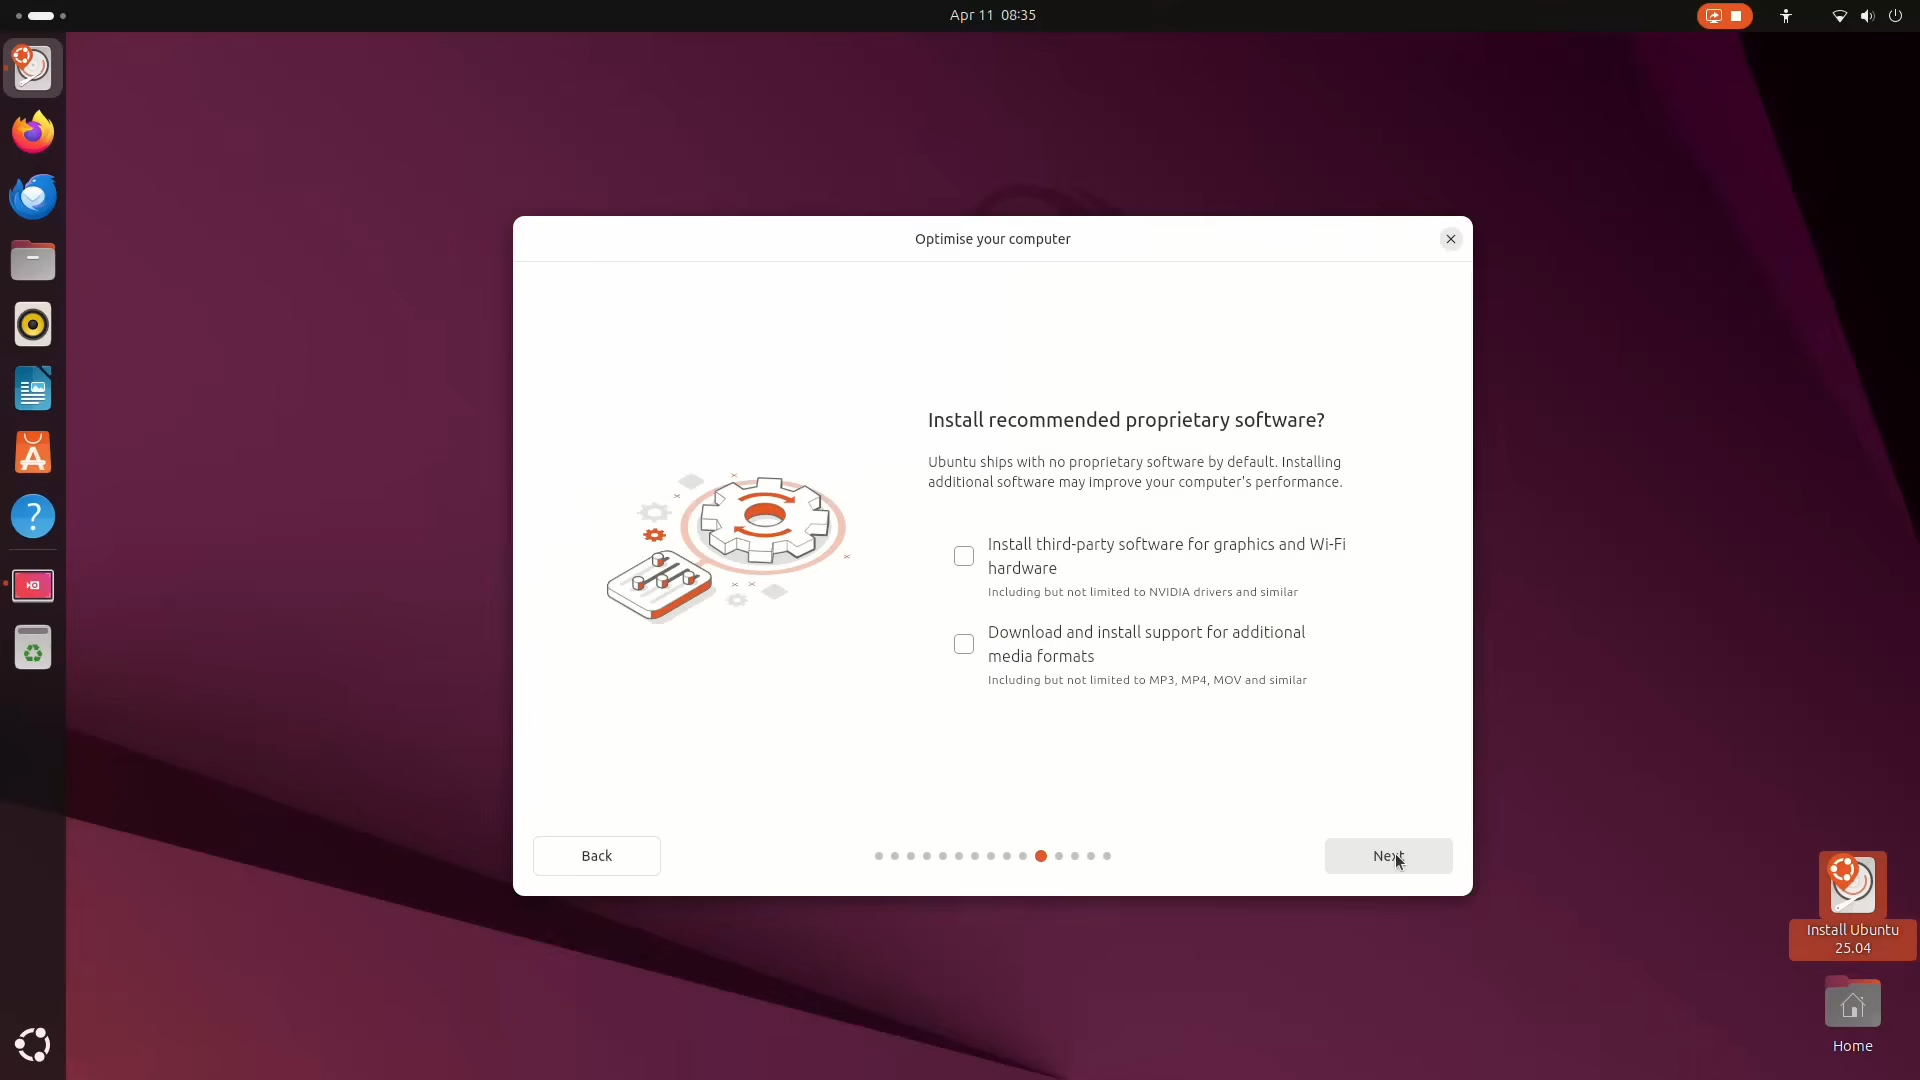 Apr 11 08:35
Optimise your computer
Install recommended proprietary software?
Ubuntu ships with no proprietary software by default. Installing
additional software may improve your computer's performance.
Install third-party software for graphics and Wi-Fi
hardware
Including but not limited to NVIDIA drivers and similar
Download and install support for additional
media formats
Including but not limited to MP3, MP4, MOV and similar
Back
Next
Install Ubuntu
25.04
Home